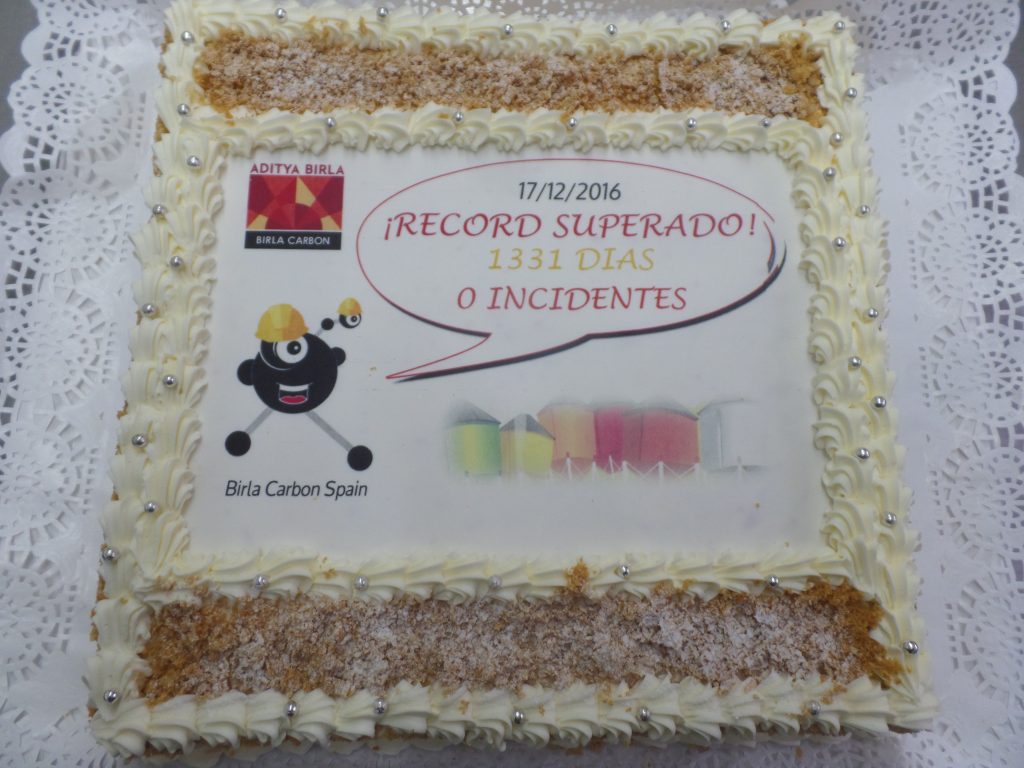 ADITYA BIRLA
BIRLA CARBON
17/12/2016
¡RECORD SUPERADO!
1331 DIAS
0 INCIDENTES
Birla Carbon Spain